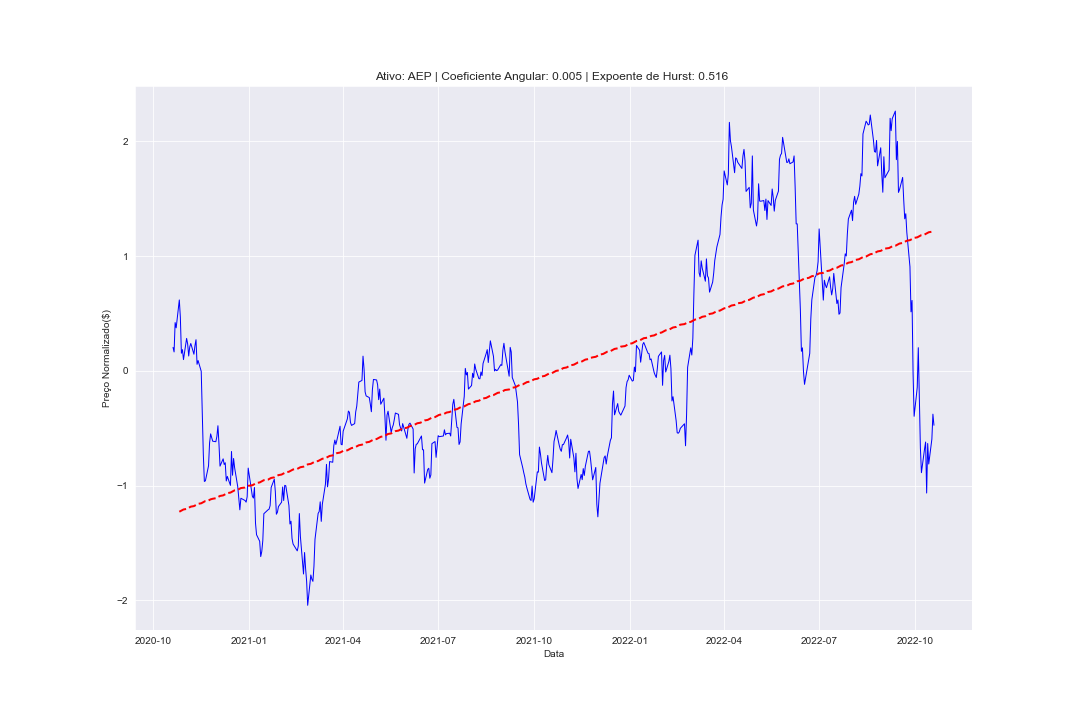 Ativo: AEP | Coeficiente Angular: 0.005 | Expoente de Hurst: 0.516
Preço Normalizado($)
2
1
0
−1
−2
2020-10 2021-01 2021-04 2021-07 2021-10 2022-01 2022-04 2022-07 2022-10
Data